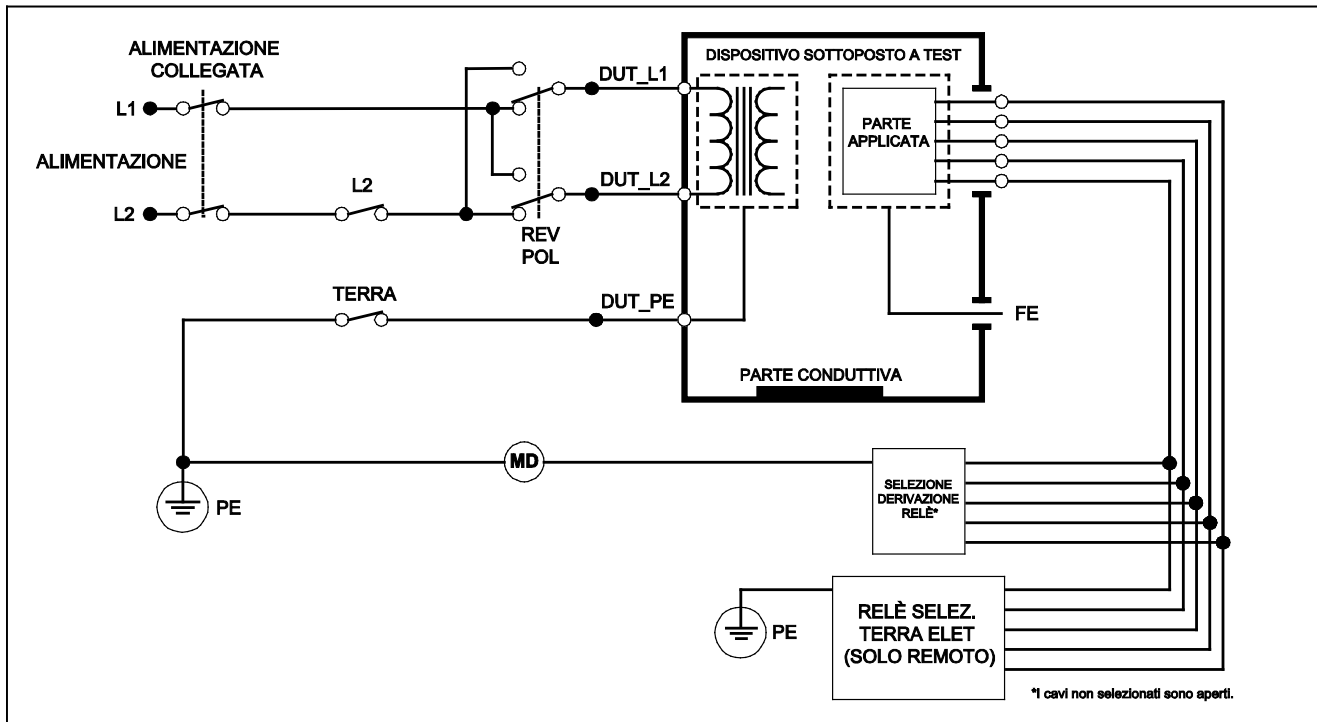 ALIMENTAZIONE
COLLEGATA
L1
ALIMENTAZIONE
L2
L2
REV
POL
DUT_L1
DUT_L2
DISPOSITIVO SOTTOPOSTO A TEST
PARTE
APPLICATA
TERRA
DUT_PE
FE
PARTE CONDUTTIVA
MD
PE
SELEZIONE
DERIVAZIONE
RELÈ*
PE
RELÈ SELEZ.
TERRA ELET
(SOLO REMOTO)
*I cavi non selezionati sono aperti.